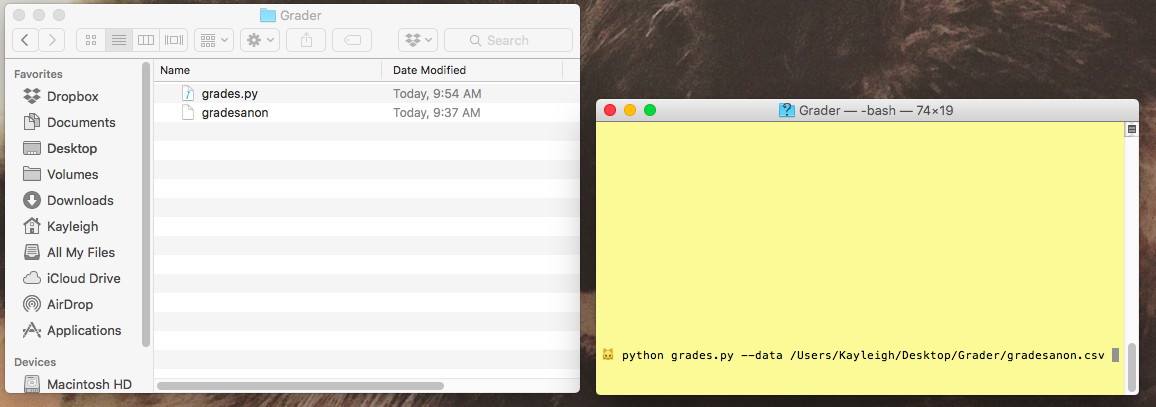 Grader
Search
Favorites
Dropbox
Documents
Desktop
Volumes
Downloads
Kayleigh
All My Files
iCloud Drive
AirDrop
Applications
Devices
Macintosh HD
Name Date Modified
grades.py Today, 9:54 AM
gradesanon Today, 9:37 AM
Grader — -bash — 74×19
🐱 python grades.py --data /Users/Kayleigh/Desktop/Grader/gradesanon.csv